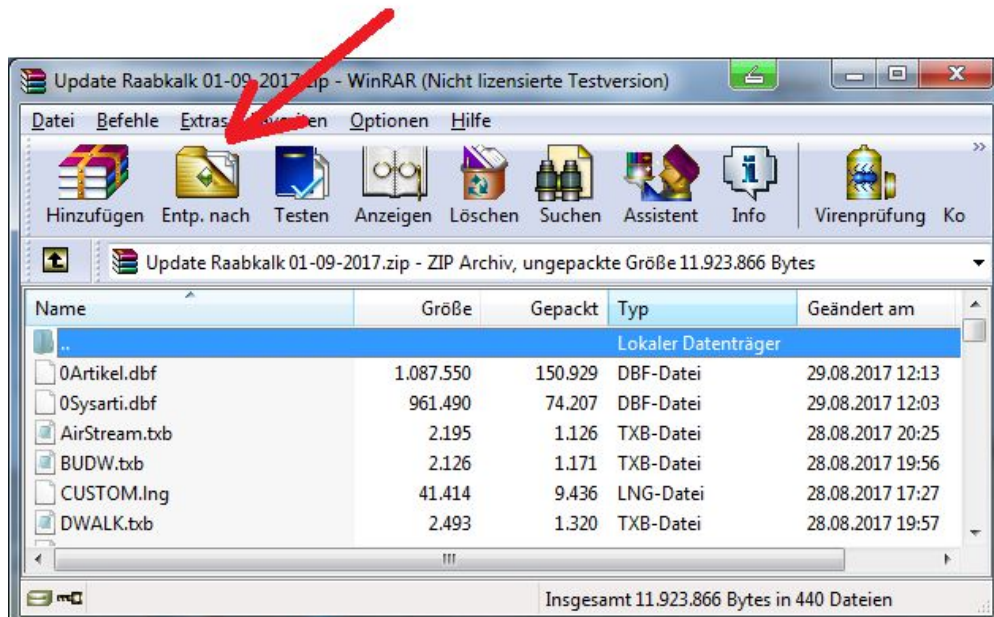 Update Raabkalk 01-09-2017.zip - WinRAR (Nicht lizensierte Testversion)
Datei Befehle Extras Favoriten Optionen Hilfe
Hinzufügen Entp. nach Testen Anzeigen Löschen Suchen Assistent Info Virenprüfung Ko
Update Raabkalk 01-09-2017.zip - ZIP Archiv, ungepackte Größe 11.923.866 Bytes
Name Größe Gepackt Typ Geändert am
.. Lokaler Datenträger
0Artikel.dbf 1.087.550 150.929 DBF-Datei 29.08.2017 12:13
0Sysarti.dbf 961.490 74.207 DBF-Datei 29.08.2017 12:03
AirStream.txb 2.195 1.126 TXB-Datei 28.08.2017 20:25
BUDW.txb 2.126 1.171 TXB-Datei 28.08.2017 19:56
CUSTOM.lng 41.414 9.436 LNG-Datei 28.08.2017 17:27
DWALK.txb 2.493 1.320 TXB-Datei 28.08.2017 19:57
Insgesamt 11.923.866 Bytes in 440 Dateien